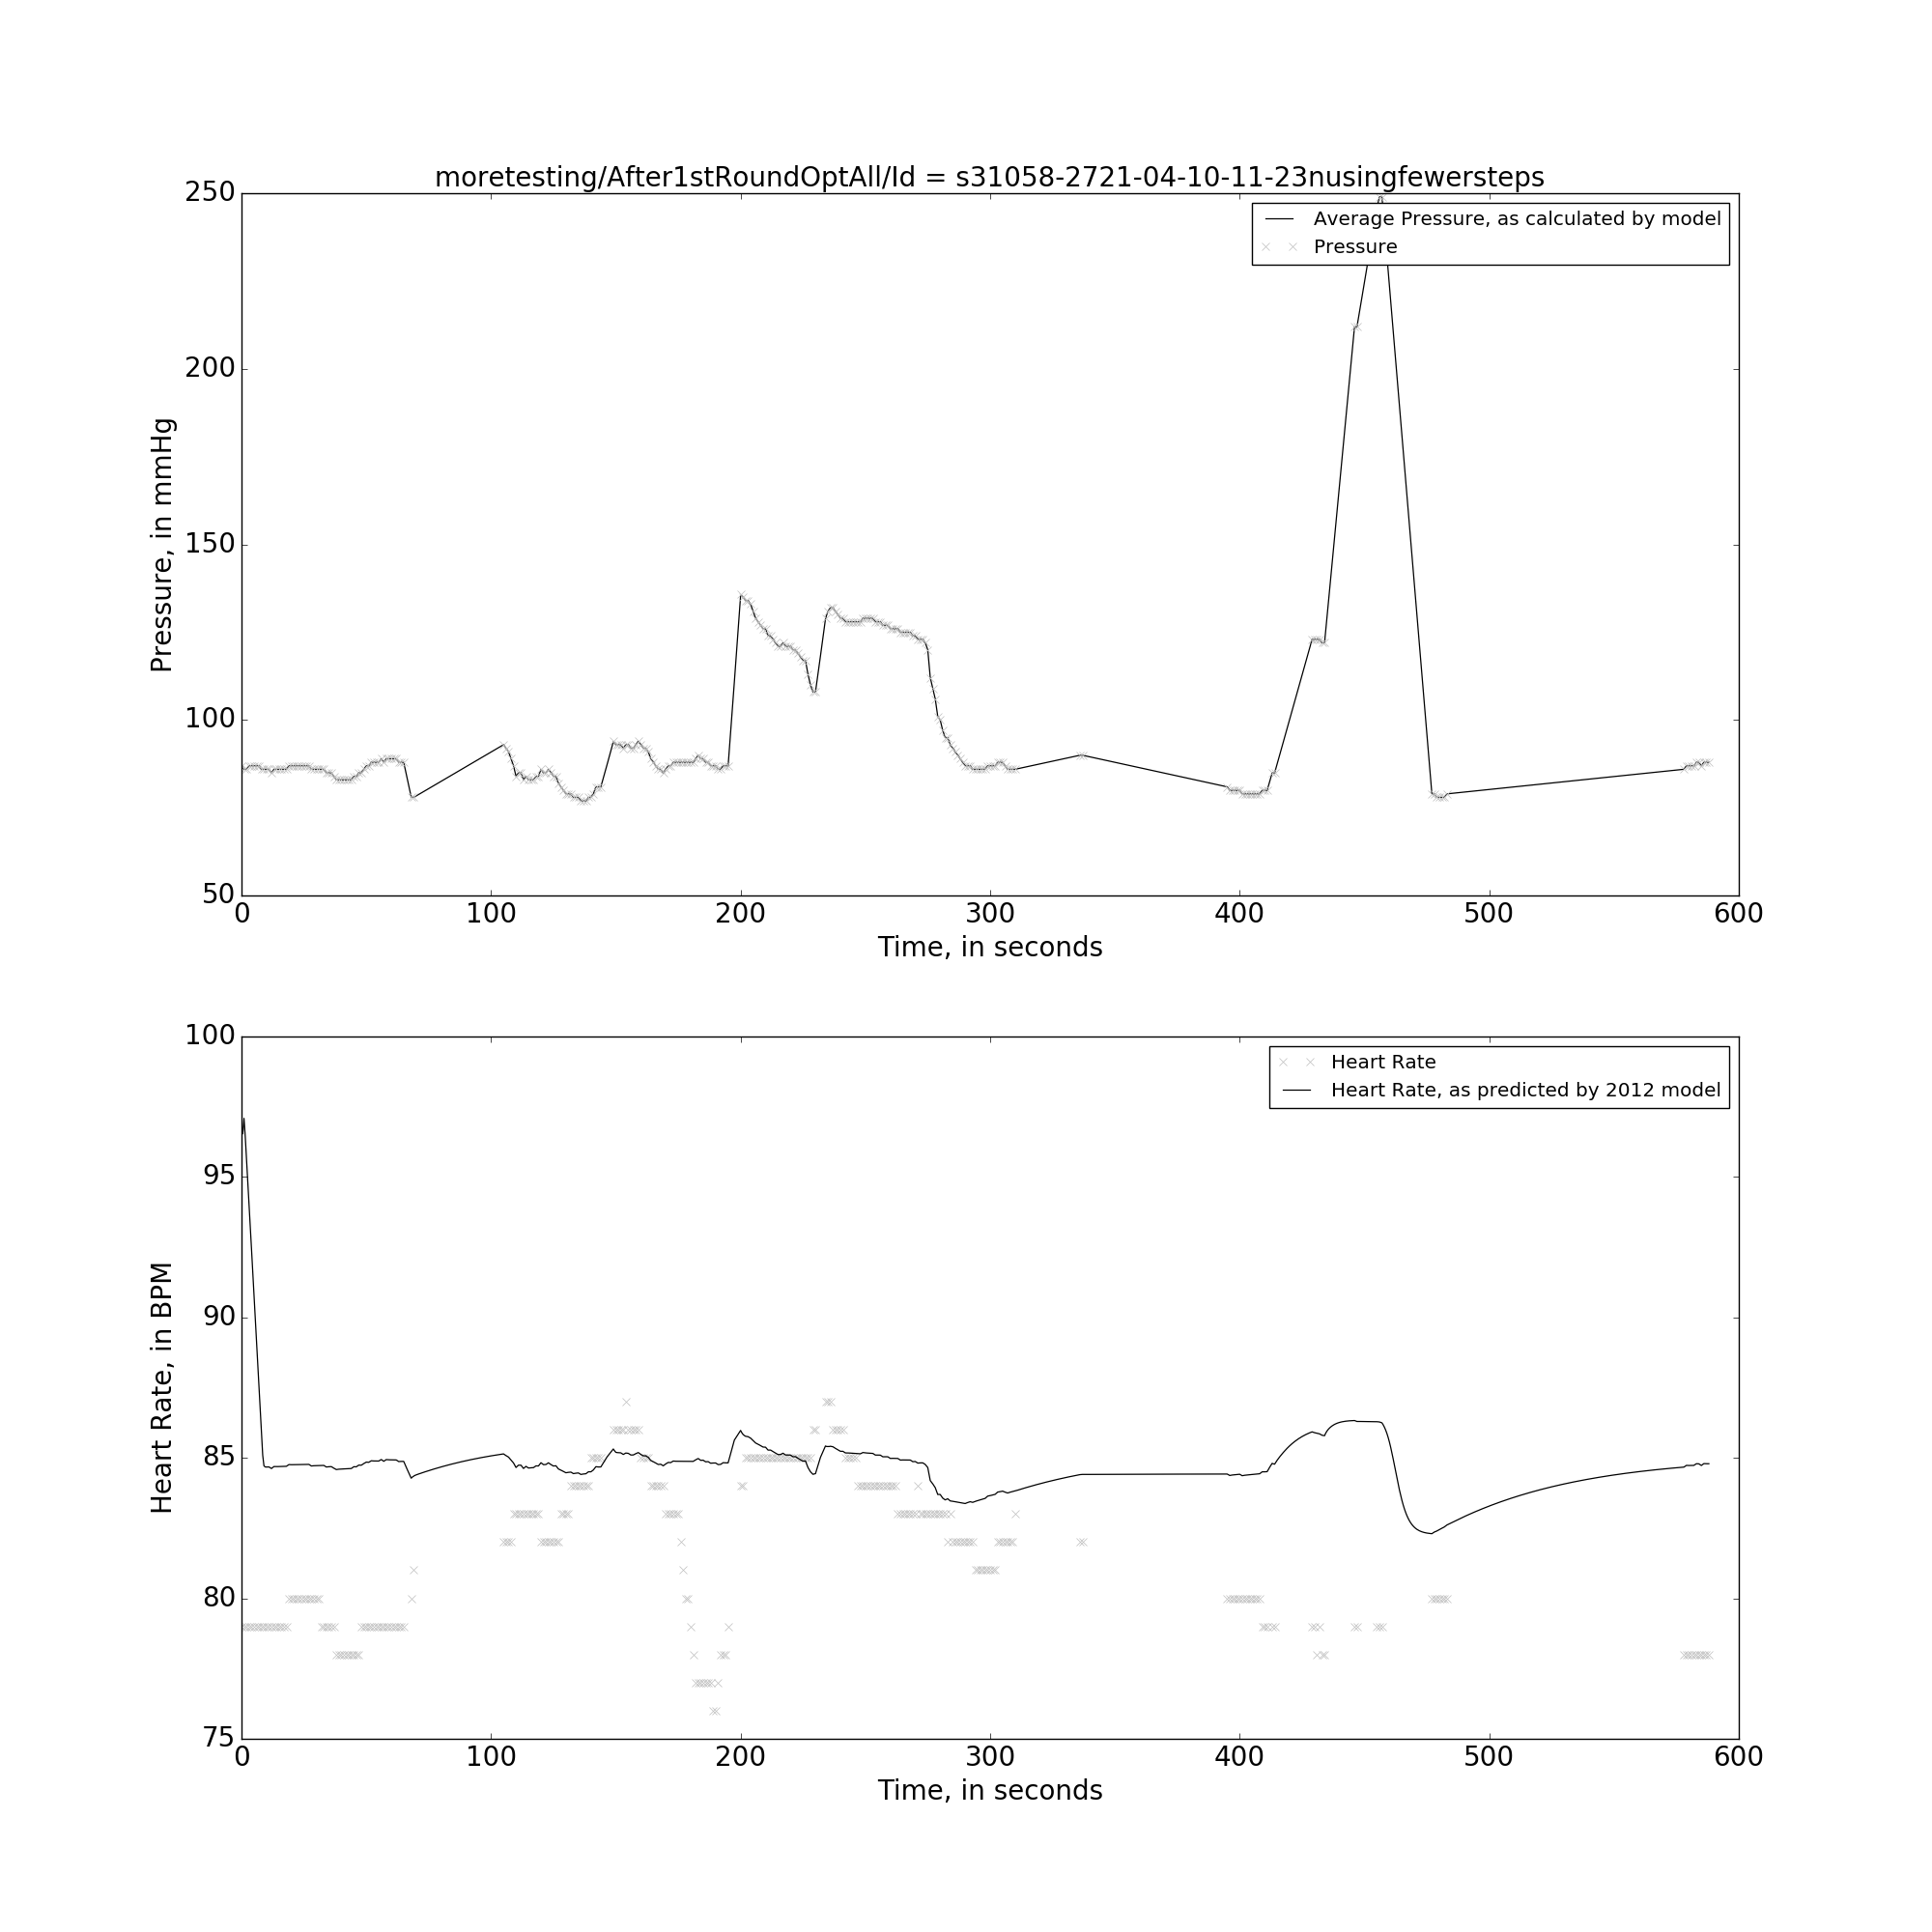 moretesting/After1stRoundOptAll/Id = s31058-2721-04-10-11-23nusingfewersteps
250
200
150
100
50
Pressure, in mmHg
Average Pressure, as calculated by model
Pressure
0 100 200 300 400 500 600
Time, in seconds
100
95
90
85
80
75
Heart Rate, in BPM
Heart Rate
Heart Rate, as predicted by 2012 model
0 100 200 300 400 500 600
Time, in seconds